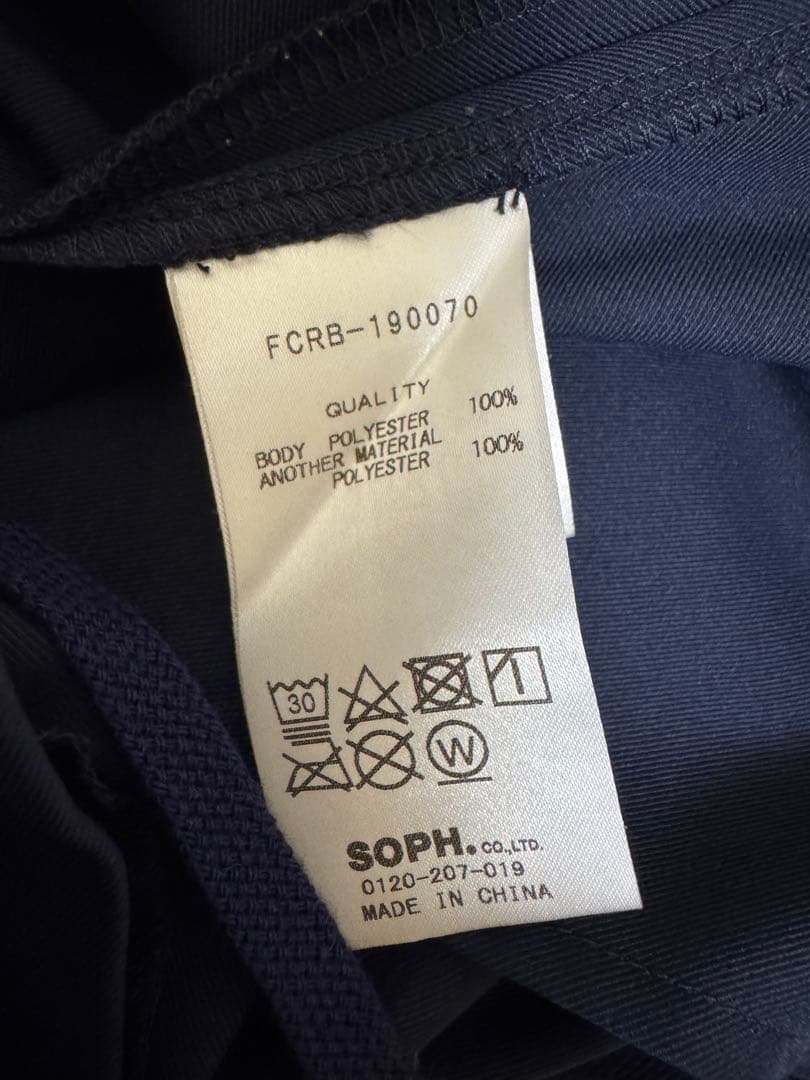 FCRB-190070
QUALITY
BODY POLYESTER 100%
ANOTHER MATERIAL
POLYESTER 100%
30
W
SOPH. CO.,LTD.
0120-207-019
MADE IN CHINA